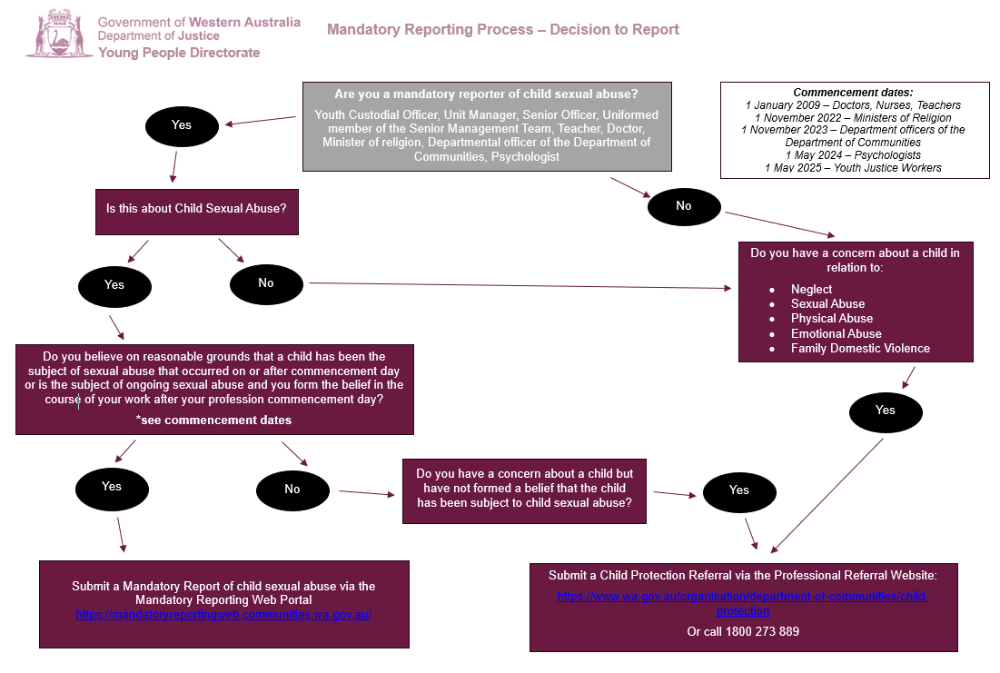 Government of Western Australia
Department of Justice
Young People Directorate
Mandatory Reporting Process – Decision to Report
Are you a mandatory reporter of child sexual abuse?
Youth Custodial Officer, Unit Manager, Senior Officer, Uniformed
member of the Senior Management Team, Teacher, Doctor,
Minister of religion, Departmental officer of the Department of
Communities, Psychologist
Commencement dates:
1 January 2009 – Doctors, Nurses, Teachers
1 November 2022 – Ministers of Religion
1 November 2023 – Department officers of the
Department of Communities
1 May 2024 – Psychologists
1 May 2025 – Youth Justice Workers
Yes
No
Is this about Child Sexual Abuse?
Yes
No
Do you have a concern about a child in
relation to:
• Neglect
• Sexual Abuse
• Physical Abuse
• Emotional Abuse
• Family Domestic Violence
Do you believe on reasonable grounds that a child has been the
subject of sexual abuse that occurred on or after commencement day
or is the subject of ongoing sexual abuse and you form the belief in the
course of your work after your profession commencement day?
*see commencement dates
Yes
Yes
No
Do you have a concern about a child but
have not formed a belief that the child
has been subject to child sexual abuse?
Yes
Submit a Mandatory Report of child sexual abuse via the
Mandatory Reporting Web Portal
https://mandatoryreportingweb.communities.wa.gov.au/
Submit a Child Protection Referral via the Professional Referral Website:
https://www.wa.gov.au/organisation/department-of-communities/child-
protection
Or call 1800 273 889